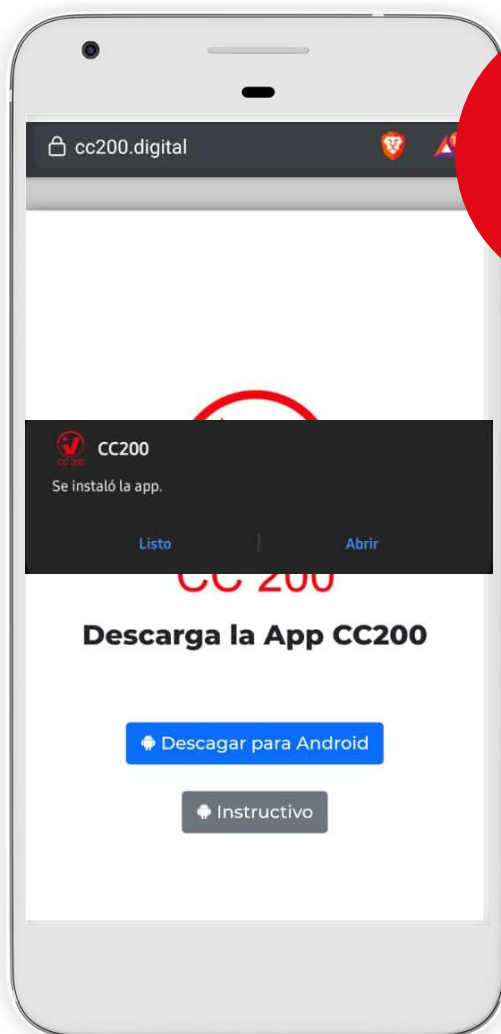 cc200.digital
CC200
CC 200
Se instaló la app.
Listo
Abrir
CC 200
Descarga la App CC200
Descagar para Android
Instructivo